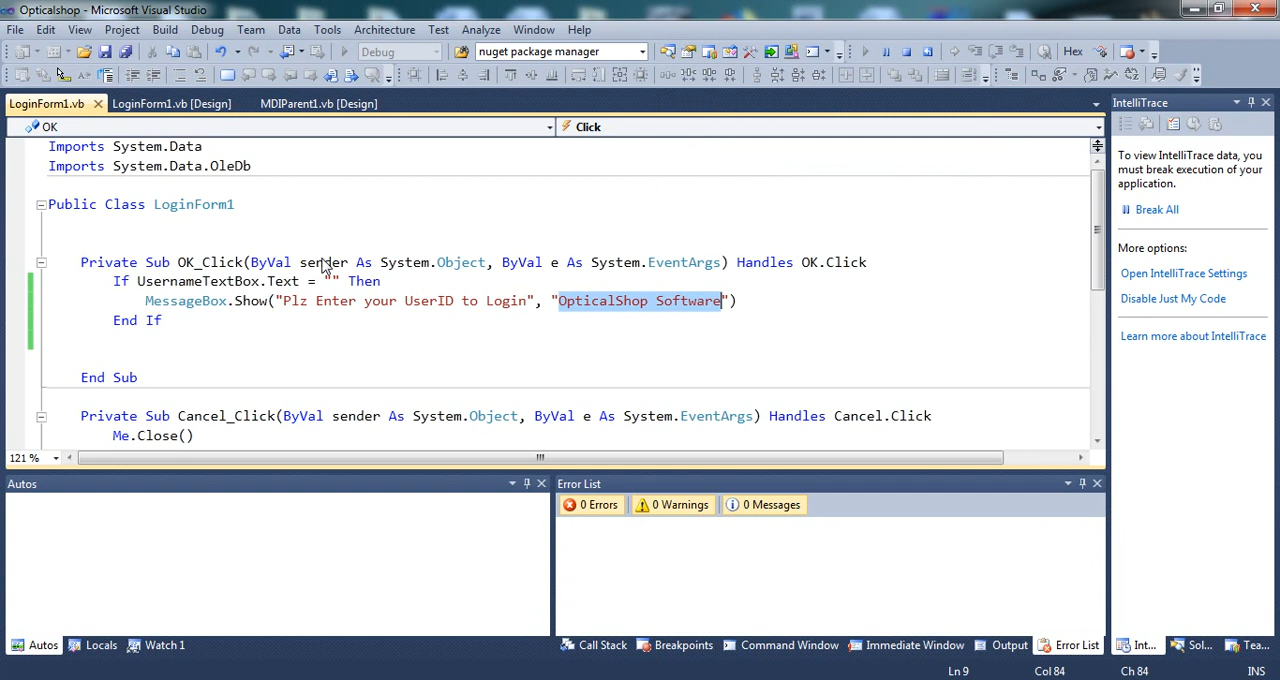 Opticalshop - Microsoft Visual Studio
File Edit View Project Build Debug Team Data Tools Architecture Test Analyze Window Help
Debug nuget package manager Hex
LoginForm1.vb LoginForm1.vb [Design] MDIParent1.vb [Design]
OK Click
Imports System.Data
Imports System.Data.OleDb
Public Class LoginForm1
Private Sub OK_Click(ByVal sender As System.Object, ByVal e As System.EventArgs) Handles OK.Click
If UsernameTextBox.Text = "" Then
MessageBox.Show("Plz Enter your UserID to Login", "OpticalShop Software")
End If
End Sub
Private Sub Cancel_Click(ByVal sender As System.Object, ByVal e As System.EventArgs) Handles Cancel.Click
Me.Close()
121 %
IntelliTrace
To view IntelliTrace data, you
must break execution of your
application.
Break All
More options:
Open IntelliTrace Settings
Disable Just My Code
Learn more about IntelliTrace
Autos
Error List
0 Errors 0 Warnings 0 Messages
Autos Locals Watch 1
Call Stack Breakpoints Command Window Immediate Window Output Error List
Int... Sol... Tea...
Ln 9 Col 84 Ch 84 INS